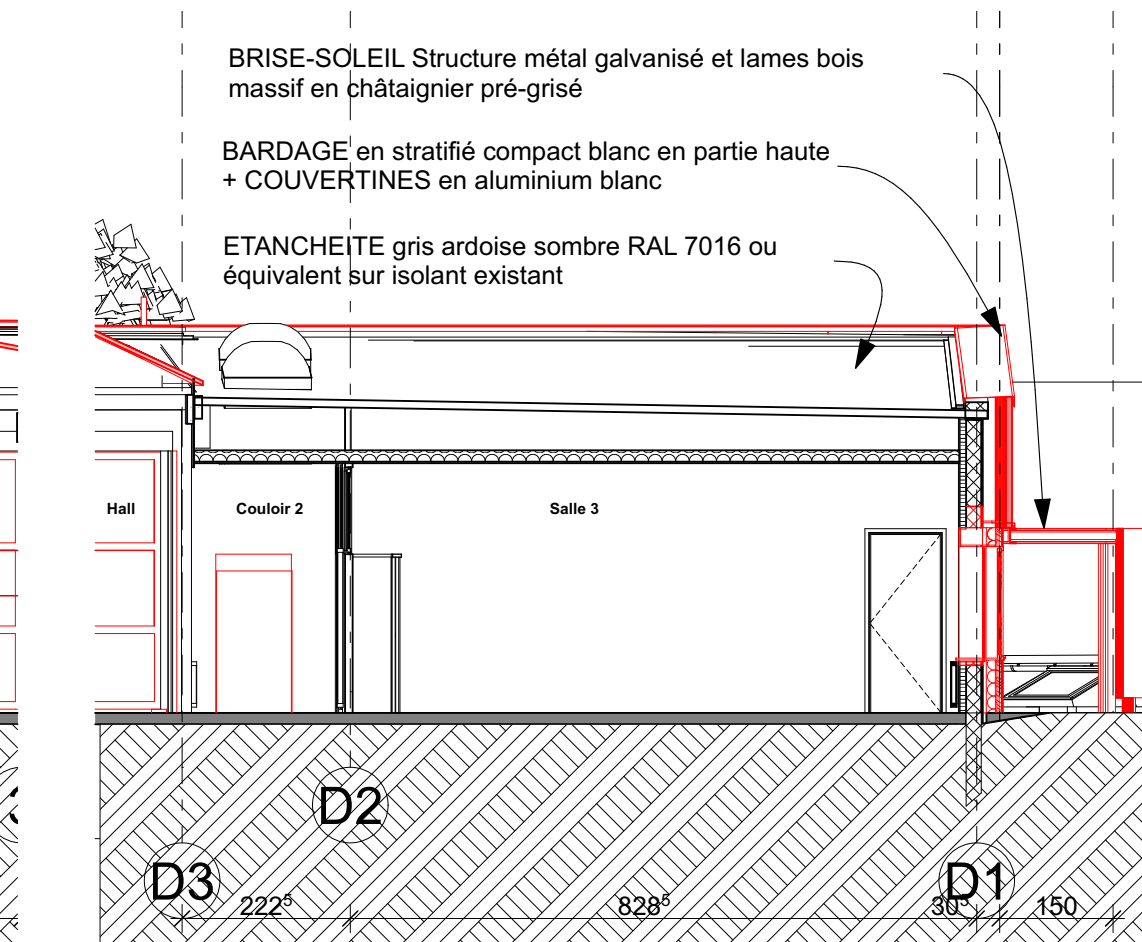 BRISE-SOLEIL Structure métal galvanisé et lames bois
massif en châtaignier pré-grisé
BARDAGE en stratifié compact blanc en partie haute
+ COUVERTINES en aluminium blanc
ETANCHEITE gris ardoise sombre RAL 7016 ou
équivalent sur isolant existant
Hall
Couloir 2
Salle 3
D2
D3
D1
222⁵
828⁵
30⁵
150